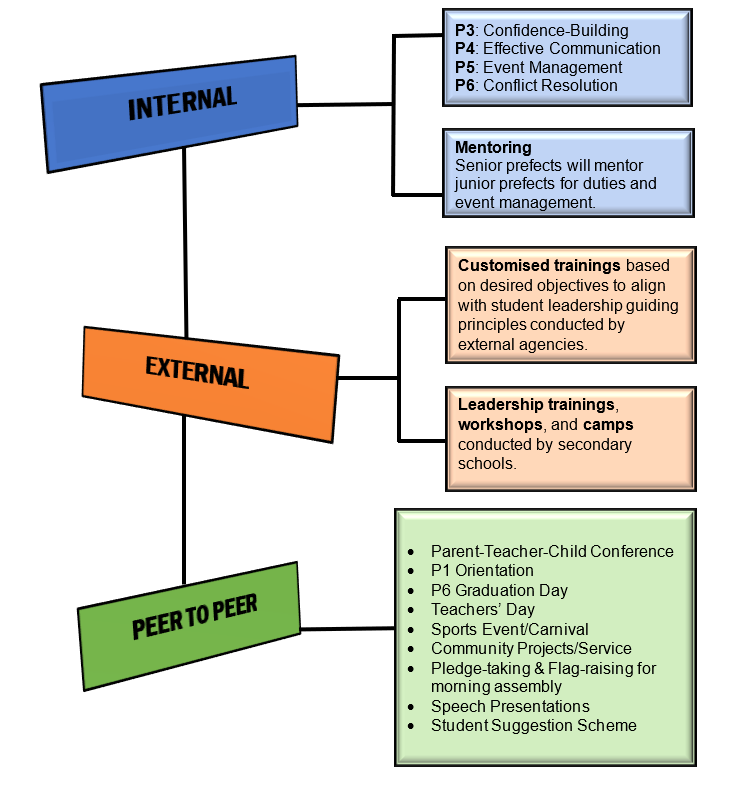 INTERNAL
P3: Confidence-Building
P4: Effective Communication
P5: Event Management
P6: Conflict Resolution
Mentoring
Senior prefects will mentor
junior prefects for duties and
event management.
EXTERNAL
Customised trainings based
on desired objectives to align
with student leadership guiding
principles conducted by
external agencies.
Leadership trainings,
workshops, and camps
conducted by secondary
schools.
PEER TO PEER
• Parent-Teacher-Child Conference
• P1 Orientation
• P6 Graduation Day
• Teachers’ Day
• Sports Event/Carnival
• Community Projects/Service
• Pledge-taking & Flag-raising for
morning assembly
• Speech Presentations
• Student Suggestion Scheme